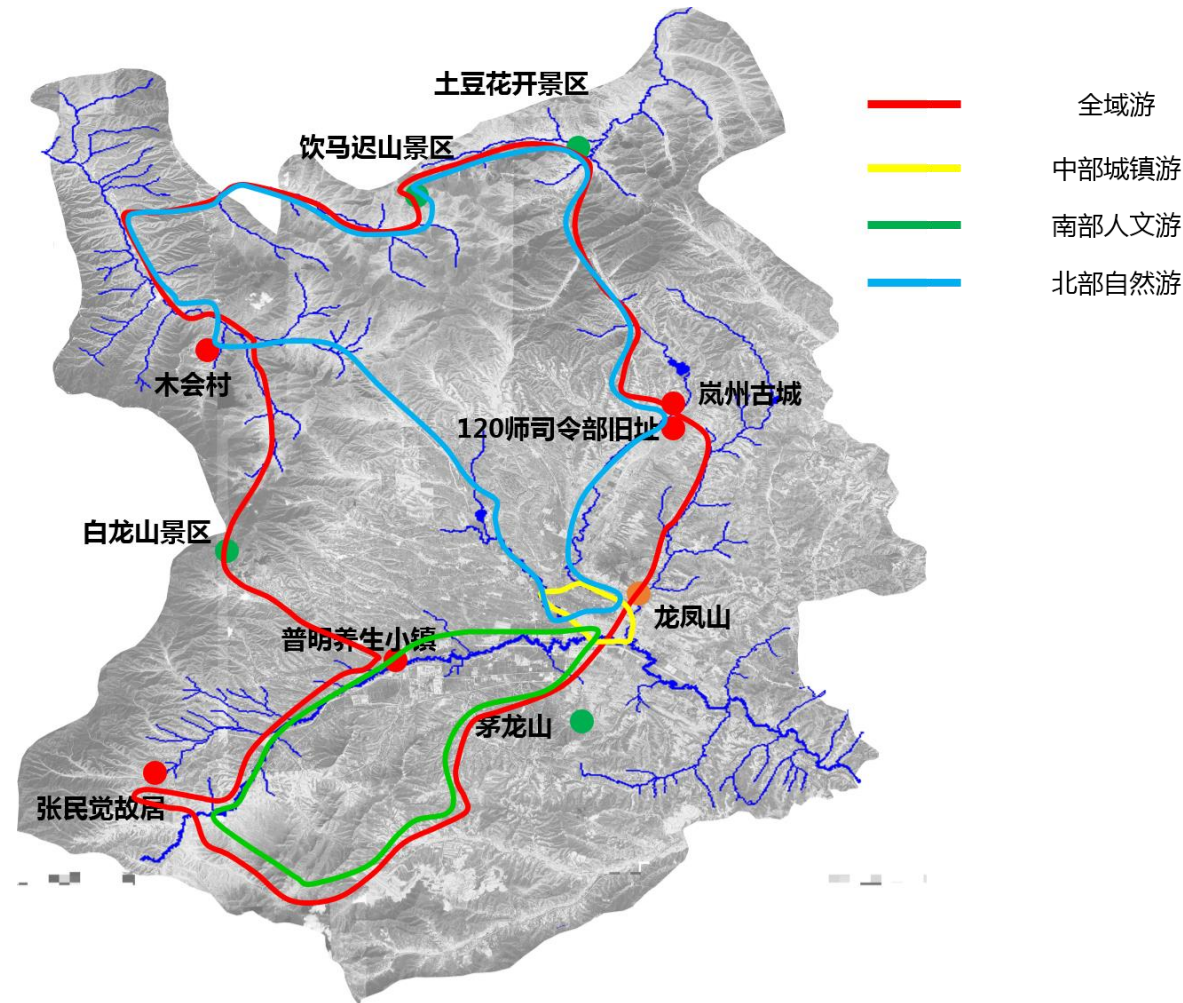 土豆花开景区
饮马迟山景区
木会村
岚州古城
120师司令部旧址
白龙山景区
龙凤山
普明养生小镇
茅龙山
张民觉故居
全域游
中部城镇游
南部人文游
北部自然游